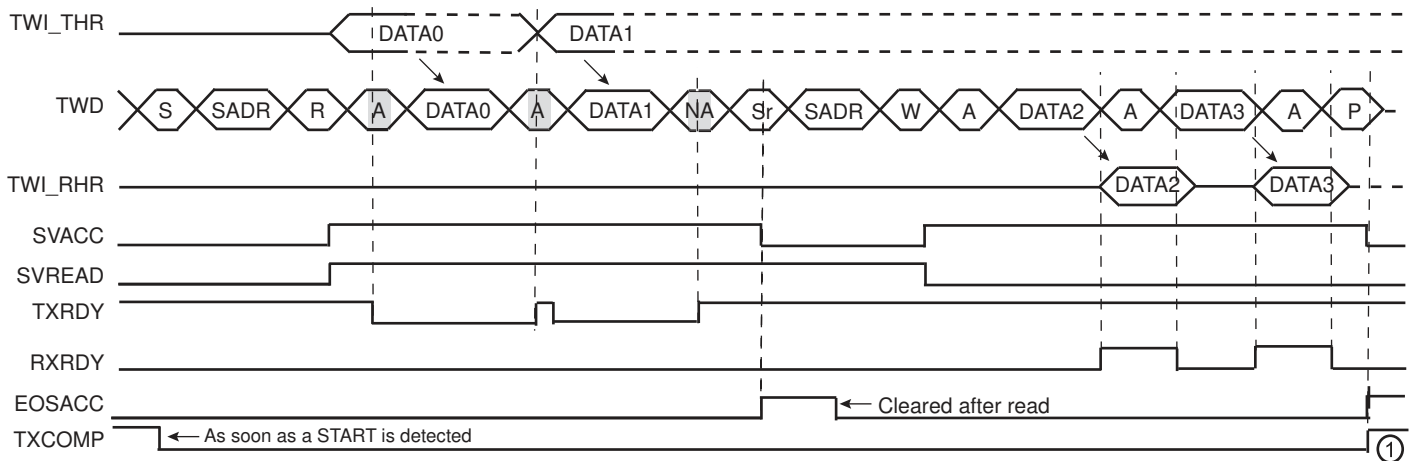 TWI_THR DATA0 DATA1
TWD S SADR R A DATA0 A DATA1 NA Sr SADR W A DATA2 A DATA3 A P
TWI_RHR DATA2 DATA3
SVACC
SVREAD
TXRDY
RXRDY
EOSACC Cleared after read
TXCOMP As soon as a START is detected 1